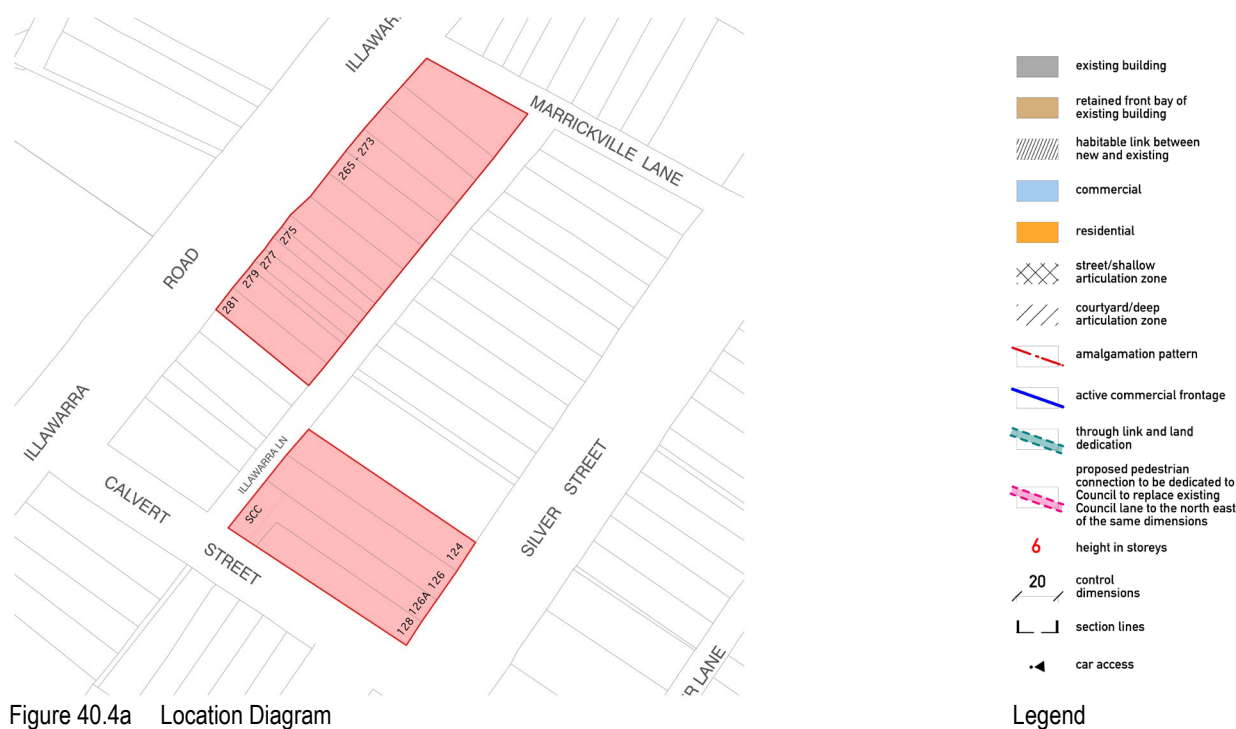 ILLAWARR
MARRICKVILLE LANE
265 - 273
275
277
279
281
ROAD
ILLAWARRA
ILLAWARRA LN
CALVERT
STREET
SCC
SILVER STREET
124
126
126A
128
R LANE
existing building
retained front bay of
existing building
habitable link between
new and existing
commercial
residential
street/shallow
articulation zone
courtyard/deep
articulation zone
amalgamation pattern
active commercial frontage
through link and land
dedication
proposed pedestrian
connection to be dedicated to
Council to replace existing
Council lane to the north east
of the same dimensions
6 height in storeys
20 control
dimensions
section lines
car access
Figure 40.4a Location Diagram
Legend